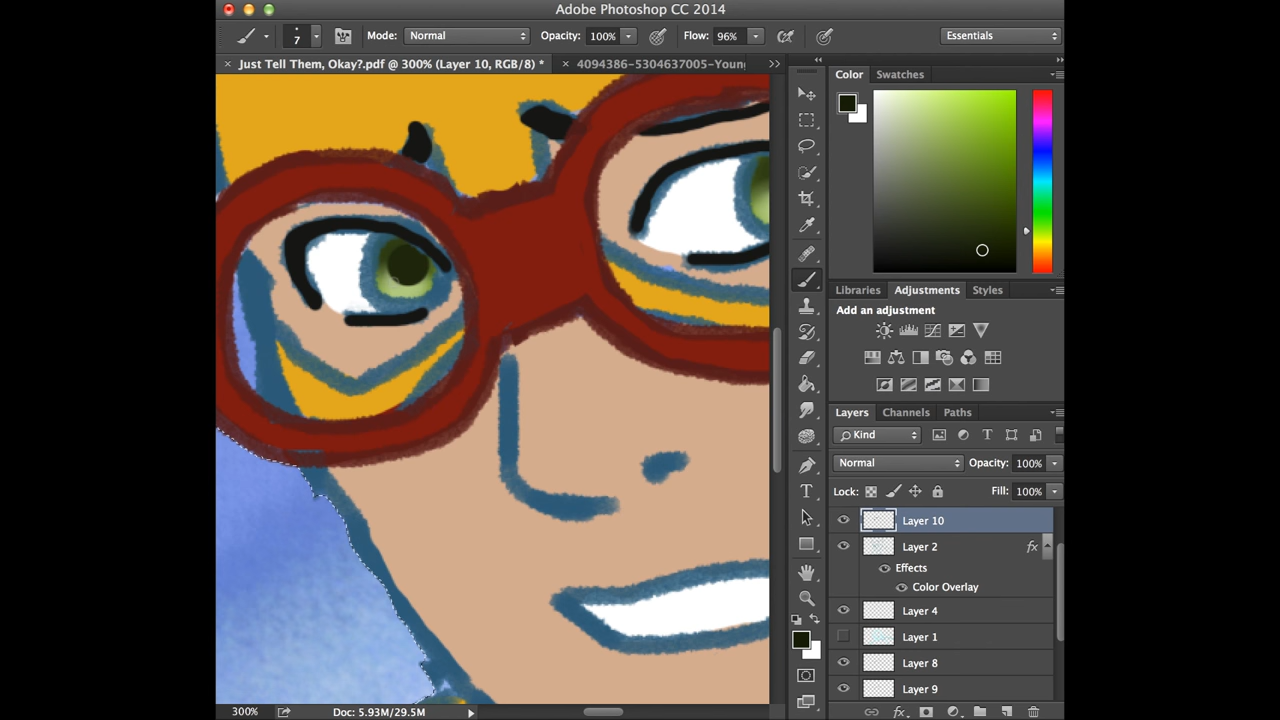 Adobe Photoshop CC 2014
7 Mode: Normal Opacity: 100% Flow: 96% Essentials
× Just Tell Them, Okay?.pdf @ 300% (Layer 10, RGB/8) * × 4094386-5304637005-Young >>
Color Swatches
Libraries Adjustments Styles
Add an adjustment
Layers Channels Paths
Kind
Normal Opacity: 100%
Lock: Fill: 100%
Layer 10
Layer 2 fx
Effects
Color Overlay
Layer 4
Layer 1
Layer 8
Layer 9
300% Doc: 5.93M/29.5M